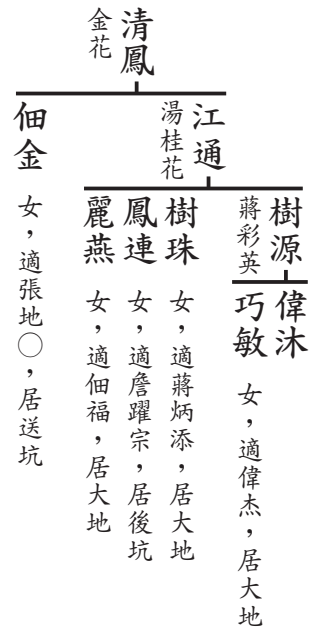 清鳳
金花
江通
湯桂花
樹源
蔣彩英
偉沐
巧敏 女，適偉杰，居大地
樹珠 女，適蔣炳添，居大地
鳳連 女，適詹躍宗，居後坑
麗燕 女，適佃福，居大地
佃金 女，適張地○，居送坑